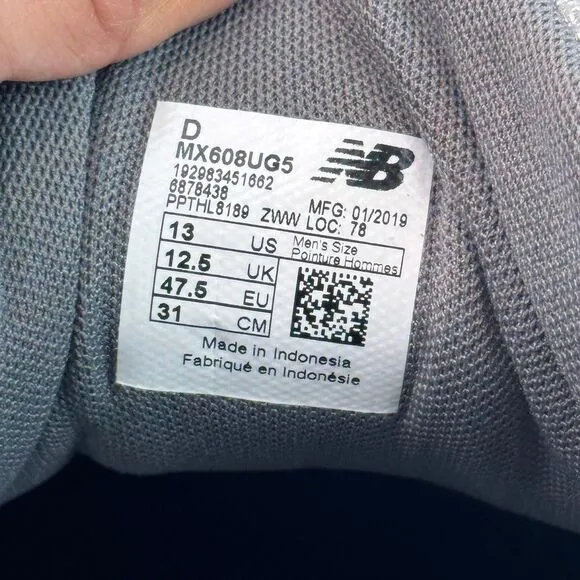 D
MX608UG5
192983451662
6878438
PPTHL8189 ZWW
MFG: 01/2019
LOC: 78
NB
13 US
12.5 UK
47.5 EU
31 CM
Men's Size
Pointure Hommes
Made in Indonesia
Fabriqué en Indonésie